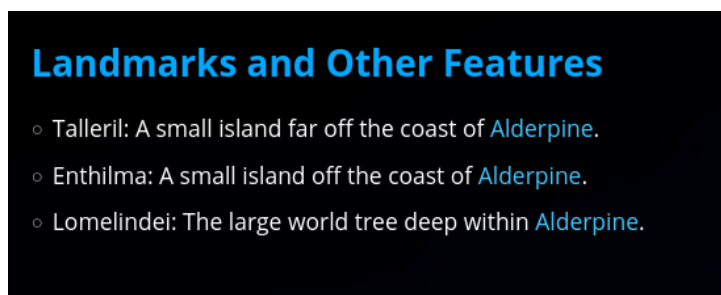 Landmarks and Other Features
○ Talleril: A small island far off the coast of Alderpine.
○ Enthilma: A small island off the coast of Alderpine.
○ Lomelindei: The large world tree deep within Alderpine.